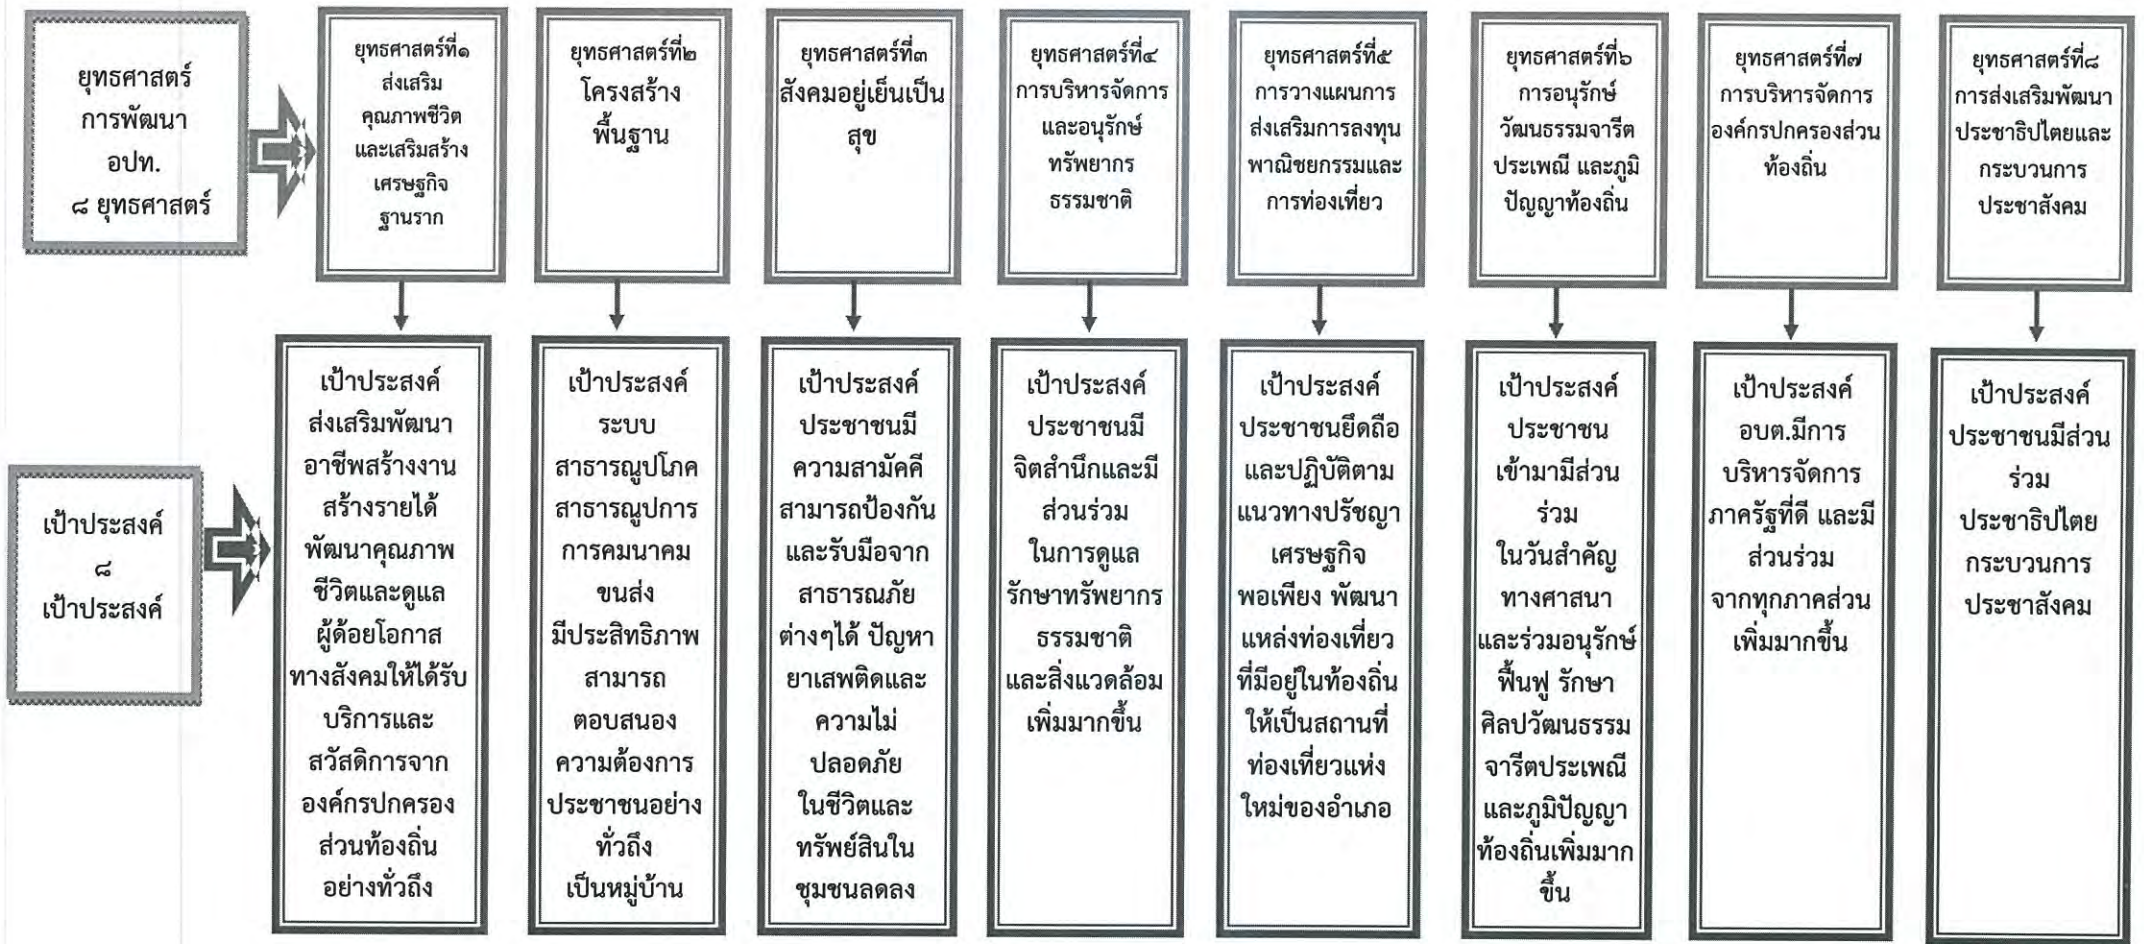 ยุทธศาสตร์
การพัฒนา
อปท.
๘ ยุทธศาสตร์
ยุทธศาสตร์ที่๑
ส่งเสริม
คุณภาพชีวิต
และเสริมสร้าง
เศรษฐกิจ
ฐานราก
ยุทธศาสตร์ที่๒
โครงสร้าง
พื้นฐาน
ยุทธศาสตร์ที่๓
สังคมอยู่เย็นเป็น
สุข
ยุทธศาสตร์ที่๔
การบริหารจัดการ
และอนุรักษ์
ทรัพยากร
ธรรมชาติ
ยุทธศาสตร์ที่๕
การวางแผนการ
ส่งเสริมการลงทุน
พาณิชยกรรมและ
การท่องเที่ยว
ยุทธศาสตร์ที่๖
การอนุรักษ์
วัฒนธรรมจารีต
ประเพณี และภูมิ
ปัญญาท้องถิ่น
ยุทธศาสตร์ที่๗
การบริหารจัดการ
องค์กรปกครองส่วน
ท้องถิ่น
ยุทธศาสตร์ที่๘
การส่งเสริมพัฒนา
ประชาธิปไตยและ
กระบวนการ
ประชาสังคม
เป้าประสงค์
๘
เป้าประสงค์
เป้าประสงค์
ส่งเสริมพัฒนา
อาชีพสร้างงาน
สร้างรายได้
พัฒนาคุณภาพ
ชีวิตและดูแล
ผู้ด้อยโอกาส
ทางสังคมให้ได้รับ
บริการและ
สวัสดิการจาก
องค์กรปกครอง
ส่วนท้องถิ่น
อย่างทั่วถึง
เป้าประสงค์
ระบบ
สาธารณูปโภค
สาธารณูปการ
การคมนาคม
ขนส่ง
มีประสิทธิภาพ
สามารถ
ตอบสนอง
ความต้องการ
ประชาชนอย่าง
ทั่วถึง
เป็นหมู่บ้าน
เป้าประสงค์
ประชาชนมี
ความสามัคคี
สามารถป้องกัน
และรับมือจาก
สาธารณภัย
ต่างๆได้ ปัญหา
ยาเสพติดและ
ความไม่
ปลอดภัย
ในชีวิตและ
ทรัพย์สินใน
ชุมชนลดลง
เป้าประสงค์
ประชาชนมี
จิตสำนึกและมี
ส่วนร่วม
ในการดูแล
รักษาทรัพยากร
ธรรมชาติ
และสิ่งแวดล้อม
เพิ่มมากขึ้น
เป้าประสงค์
ประชาชนยึดถือ
และปฏิบัติตาม
แนวทางปรัชญา
เศรษฐกิจ
พอเพียง พัฒนา
แหล่งท่องเที่ยว
ที่มีอยู่ในท้องถิ่น
ให้เป็นสถานที่
ท่องเที่ยวแห่ง
ใหม่ของอำเภอ
เป้าประสงค์
ประชาชน
เข้ามามีส่วน
ร่วม
ในวันสำคัญ
ทางศาสนา
และร่วมอนุรักษ์
ฟื้นฟู รักษา
ศิลปวัฒนธรรม
จารีตประเพณี
และภูมิปัญญา
ท้องถิ่นเพิ่มมาก
ขึ้น
เป้าประสงค์
อบต.มีการ
บริหารจัดการ
ภาครัฐที่ดี และมี
ส่วนร่วม
จากทุกภาคส่วน
เพิ่มมากขึ้น
เป้าประสงค์
ประชาชนมีส่วน
ร่วม
ประชาธิปไตย
กระบวนการ
ประชาสังคม